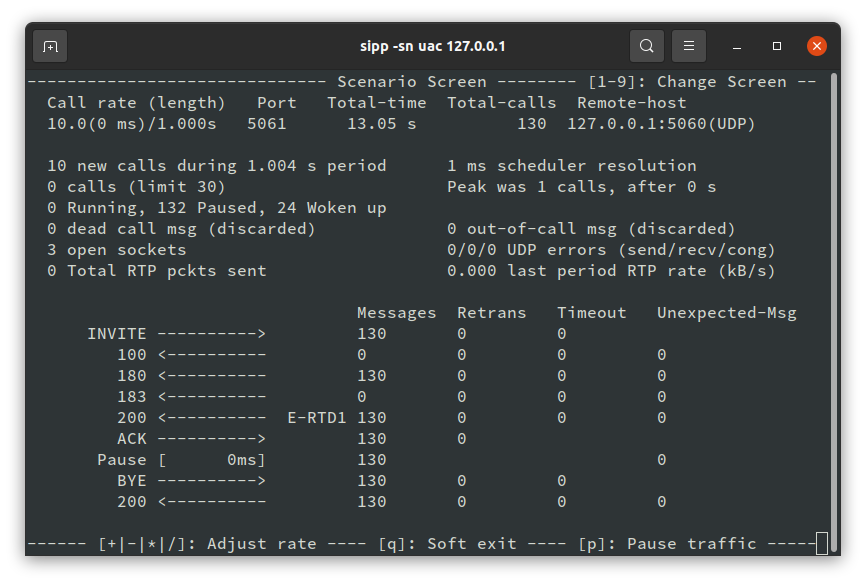 sipp -sn uac 127.0.0.1
------------------------------ Scenario Screen -------- [1-9]: Change Screen --
  Call rate (length)   Port   Total-time  Total-calls  Remote-host
  10.0(0 ms)/1.000s   5061      13.05 s          130  127.0.0.1:5060(UDP)

  10 new calls during 1.004 s period      1 ms scheduler resolution
  0 calls (limit 30)                      Peak was 1 calls, after 0 s
  0 Running, 132 Paused, 24 Woken up
  0 dead call msg (discarded)             0 out-of-call msg (discarded)
  3 open sockets                          0/0/0 UDP errors (send/recv/cong)
  0 Total RTP pckts sent                  0.000 last period RTP rate (kB/s)

                                 Messages  Retrans   Timeout   Unexpected-Msg
      INVITE ---------->         130       0         0
         100 <----------         0         0         0         0
         180 <----------         130       0         0         0
         183 <----------         0         0         0         0
         200 <----------  E-RTD1 130       0         0         0
         ACK ---------->         130       0
       Pause [      0ms]         130                           0
         BYE ---------->         130       0         0
         200 <----------         130       0         0         0

------ [+|-|*|/]: Adjust rate ---- [q]: Soft exit ---- [p]: Pause traffic -----